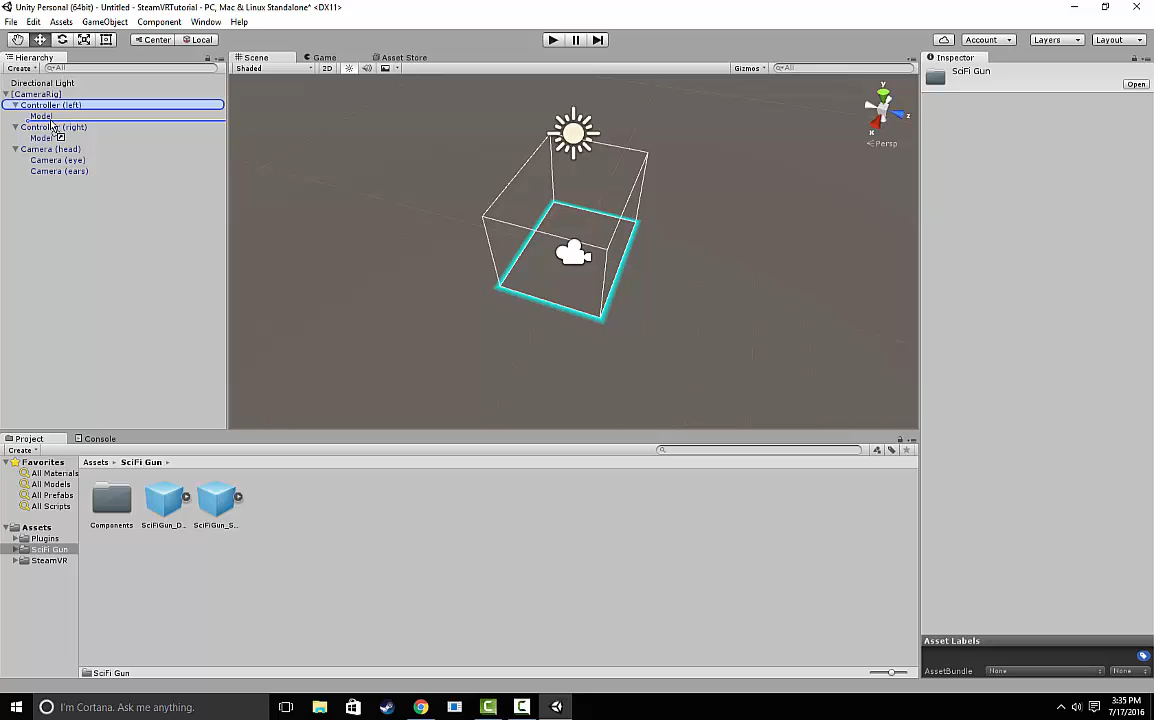 Unity Personal (64bit) - Untitled - SteamVRTutorial - PC, Mac & Linux Standalone* <DX11>
File Edit Assets GameObject Component Window Help
Center Local Account Layers Layout
Hierarchy Scene Game Asset Store Inspector
Create All Shaded 2D Gizmos All
SciFi Gun
Open
Directional Light
[CameraRig]
Controller (left)
Model
Controller (right)
Model
Camera (head)
Camera (eye)
Camera (ears)
y
z
x
Persp
Project Console
Create
Favorites
All Materials
All Models
All Prefabs
All Scripts
Assets
Plugins
SciFi Gun
SteamVR
Assets SciFi Gun
Components SciFiGun_D... SciFiGun_S...
SciFi Gun
Asset Labels
AssetBundle None None
I'm Cortana. Ask me anything.
3:35 PM
7/17/2016